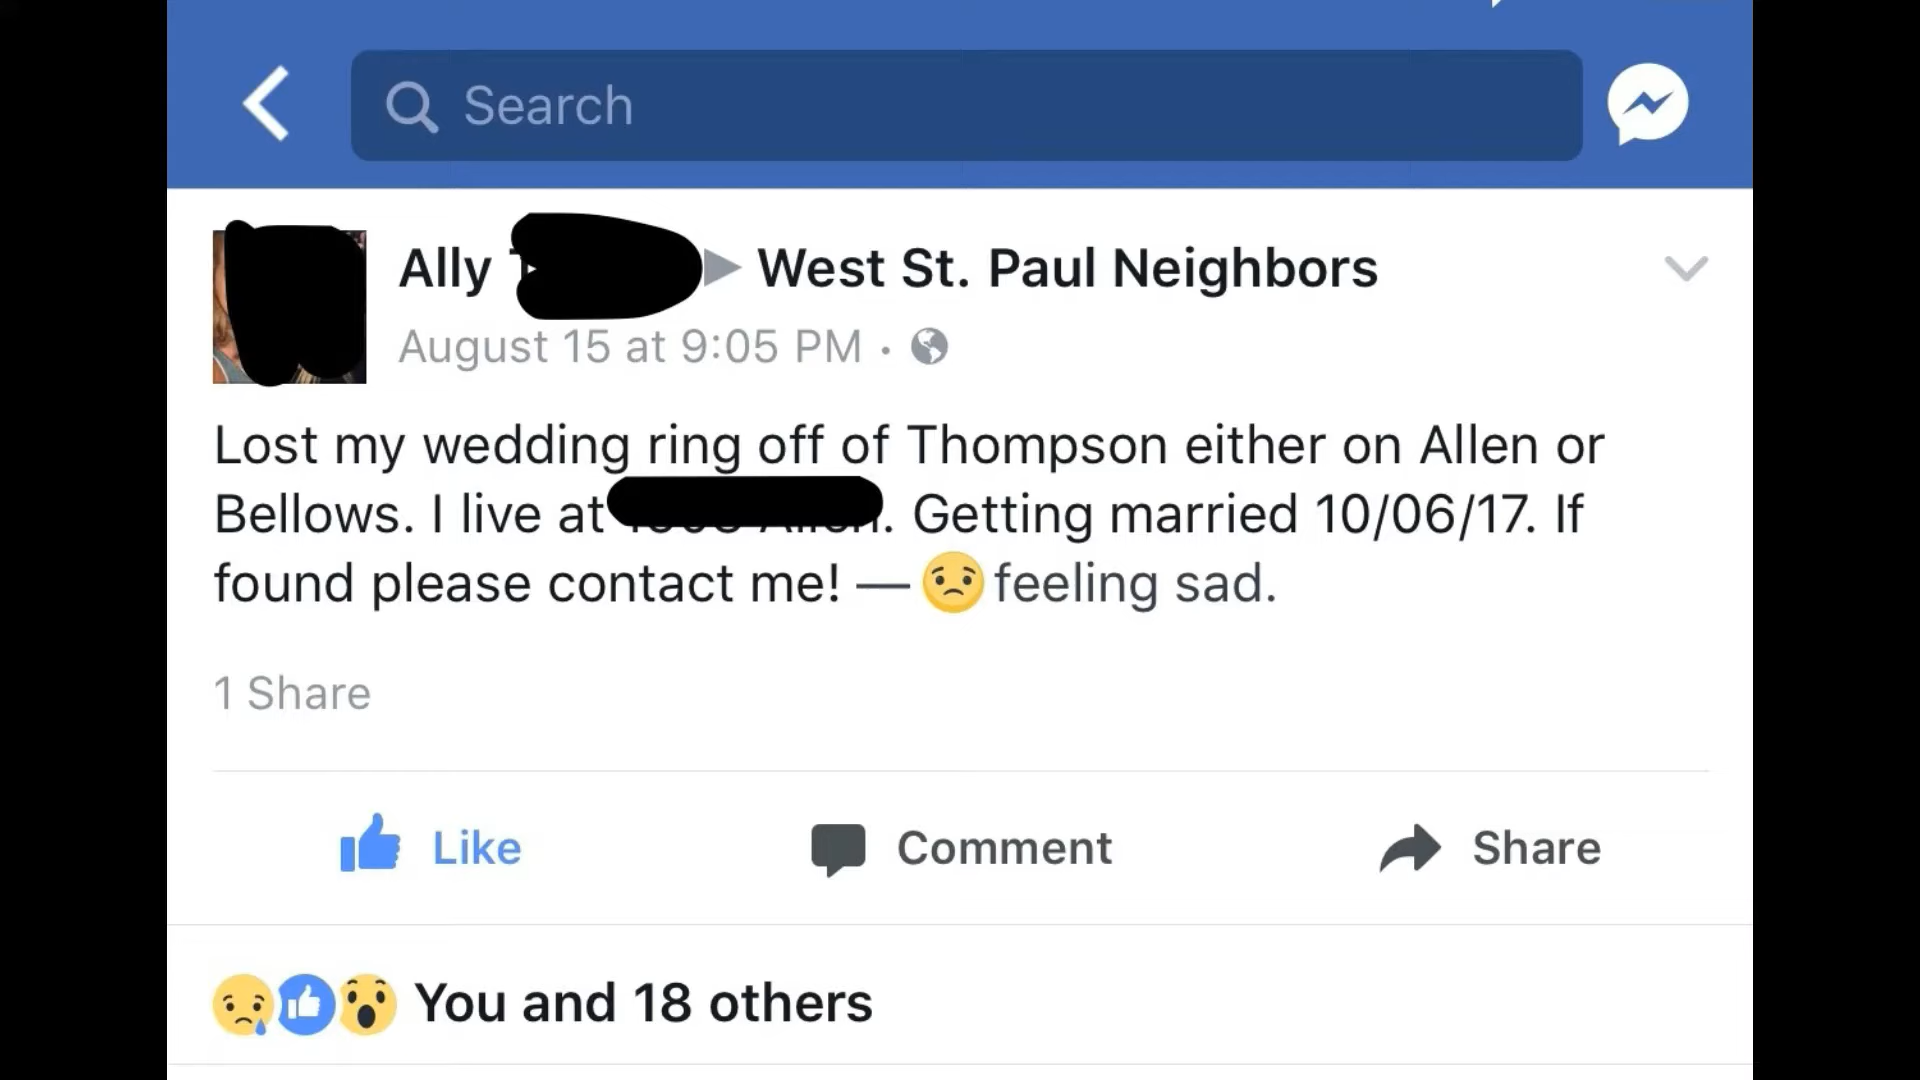 Search
Ally ▶ West St. Paul Neighbors
August 15 at 9:05 PM ·
Lost my wedding ring off of Thompson either on Allen or
Bellows. I live at . Getting married 10/06/17. If
found please contact me! — feeling sad.
1 Share
Like Comment Share
You and 18 others